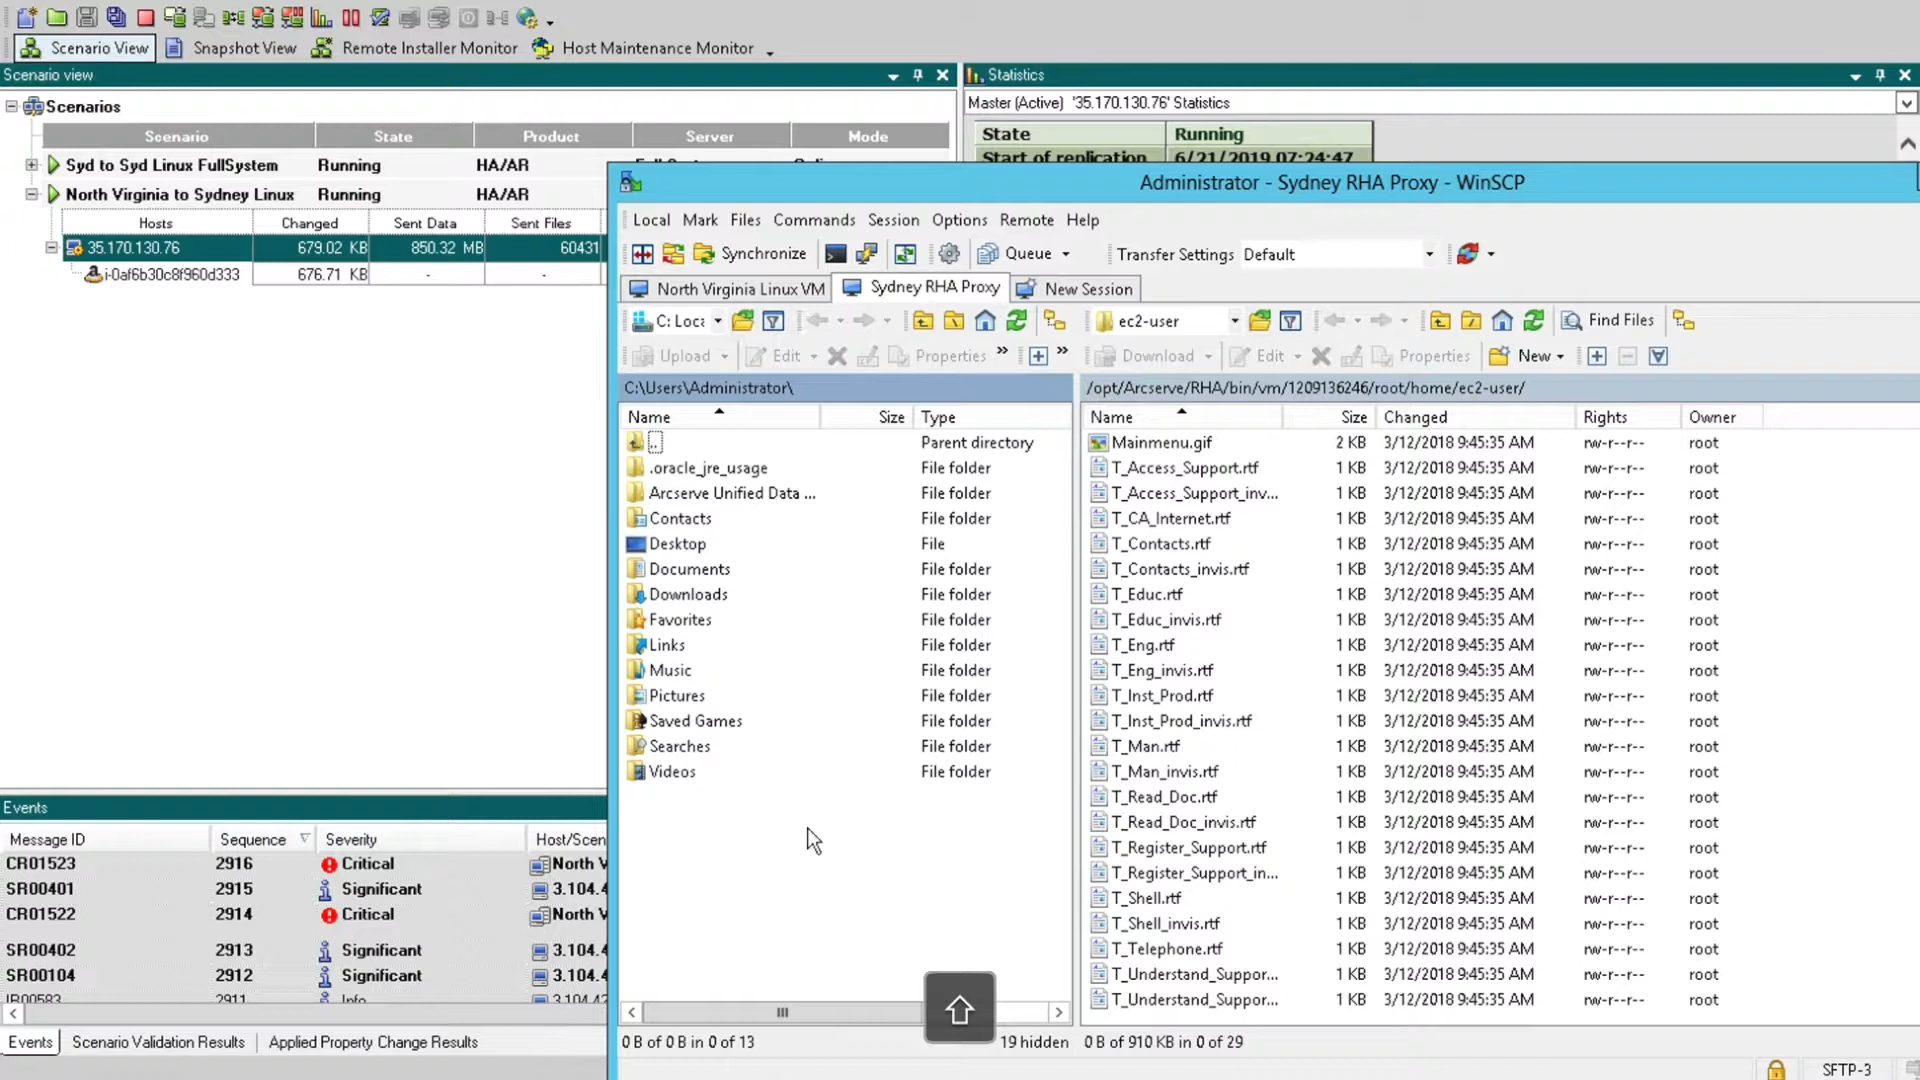 Scenario View Snapshot View Remote Installer Monitor Host Maintenance Monitor
Scenario view
Statistics
Scenarios
Master (Active) '35.170.130.76' Statistics
Scenario State Product Server Mode
State Running
Start of replication 6/21/2019 07:24:47
Syd to Syd Linux FullSystem Running HA/AR
North Virginia to Sydney Linux Running HA/AR
Hosts Changed Sent Data Sent Files
35.170.130.76 679.02 KB 850.32 MB 60431
i-0af6b30c8f960d333 676.71 KB - -
Administrator - Sydney RHA Proxy - WinSCP
Local Mark Files Commands Session Options Remote Help
Synchronize Queue Transfer Settings Default
North Virginia Linux VM Sydney RHA Proxy New Session
C: Loca ec2-user Find Files
Upload Edit Properties » » Download Edit Properties New
C:\Users\Administrator\
/opt/Arcserve/RHA/bin/vm/1209136246/root/home/ec2-user/
Name Size Type
.. Parent directory
.oracle_jre_usage File folder
Arcserve Unified Data ... File folder
Contacts File folder
Desktop File
Documents File folder
Downloads File folder
Favorites File folder
Links File folder
Music File folder
Pictures File folder
Saved Games File folder
Searches File folder
Videos File folder
0 B of 0 B in 0 of 13 19 hidden
Name Size Changed Rights Owner
Mainmenu.gif 2 KB 3/12/2018 9:45:35 AM rw-r--r-- root
T_Access_Support.rtf 1 KB 3/12/2018 9:45:35 AM rw-r--r-- root
T_Access_Support_inv... 1 KB 3/12/2018 9:45:35 AM rw-r--r-- root
T_CA_Internet.rtf 1 KB 3/12/2018 9:45:35 AM rw-r--r-- root
T_Contacts.rtf 1 KB 3/12/2018 9:45:35 AM rw-r--r-- root
T_Contacts_invis.rtf 1 KB 3/12/2018 9:45:35 AM rw-r--r-- root
T_Educ.rtf 1 KB 3/12/2018 9:45:35 AM rw-r--r-- root
T_Educ_invis.rtf 1 KB 3/12/2018 9:45:35 AM rw-r--r-- root
T_Eng.rtf 1 KB 3/12/2018 9:45:35 AM rw-r--r-- root
T_Eng_invis.rtf 1 KB 3/12/2018 9:45:35 AM rw-r--r-- root
T_Inst_Prod.rtf 1 KB 3/12/2018 9:45:35 AM rw-r--r-- root
T_Inst_Prod_invis.rtf 1 KB 3/12/2018 9:45:35 AM rw-r--r-- root
T_Man.rtf 1 KB 3/12/2018 9:45:35 AM rw-r--r-- root
T_Man_invis.rtf 1 KB 3/12/2018 9:45:35 AM rw-r--r-- root
T_Read_Doc.rtf 1 KB 3/12/2018 9:45:35 AM rw-r--r-- root
T_Read_Doc_invis.rtf 1 KB 3/12/2018 9:45:35 AM rw-r--r-- root
T_Register_Support.rtf 1 KB 3/12/2018 9:45:35 AM rw-r--r-- root
T_Register_Support_in... 1 KB 3/12/2018 9:45:35 AM rw-r--r-- root
T_Shell.rtf 1 KB 3/12/2018 9:45:35 AM rw-r--r-- root
T_Shell_invis.rtf 1 KB 3/12/2018 9:45:35 AM rw-r--r-- root
T_Telephone.rtf 1 KB 3/12/2018 9:45:35 AM rw-r--r-- root
T_Understand_Suppor... 1 KB 3/12/2018 9:45:35 AM rw-r--r-- root
T_Understand_Suppor... 1 KB 3/12/2018 9:45:35 AM rw-r--r-- root
0 B of 910 KB in 0 of 29
SFTP-3
Events
Message ID Sequence Severity Host/Scen
CR01523 2916 Critical North V
SR00401 2915 Significant 3.104.4
CR01522 2914 Critical North V
SR00402 2913 Significant 3.104.4
SR00104 2912 Significant 3.104.4
IR00583 2911 Info 3.104.42
Events Scenario Validation Results Applied Property Change Results